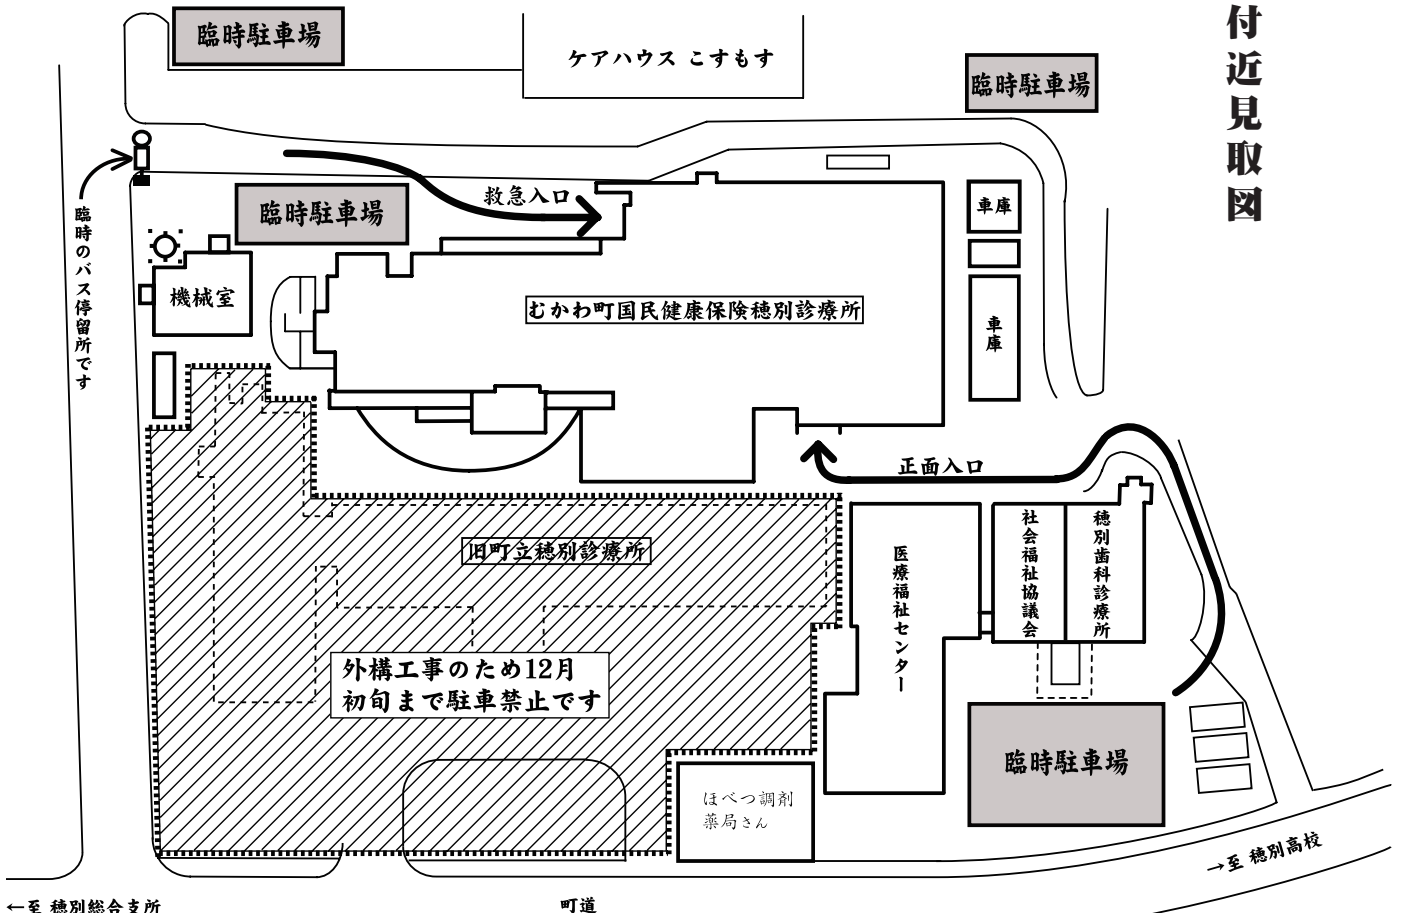 付近見取図
臨時駐車場
ケアハウス こすもす
臨時駐車場
臨時のバス停留所です
臨時駐車場
救急入口
車庫
機械室
むかわ町国民健康保険穂別診療所
車庫
正面入口
旧町立穂別診療所
医療福祉センター
社会福祉協議会
穂別歯科診療所
外構工事のため12月
初旬まで駐車禁止です
臨時駐車場
ほべつ調剤
薬局さん
→至 穂別高校
←至 穂別総合支所
町道